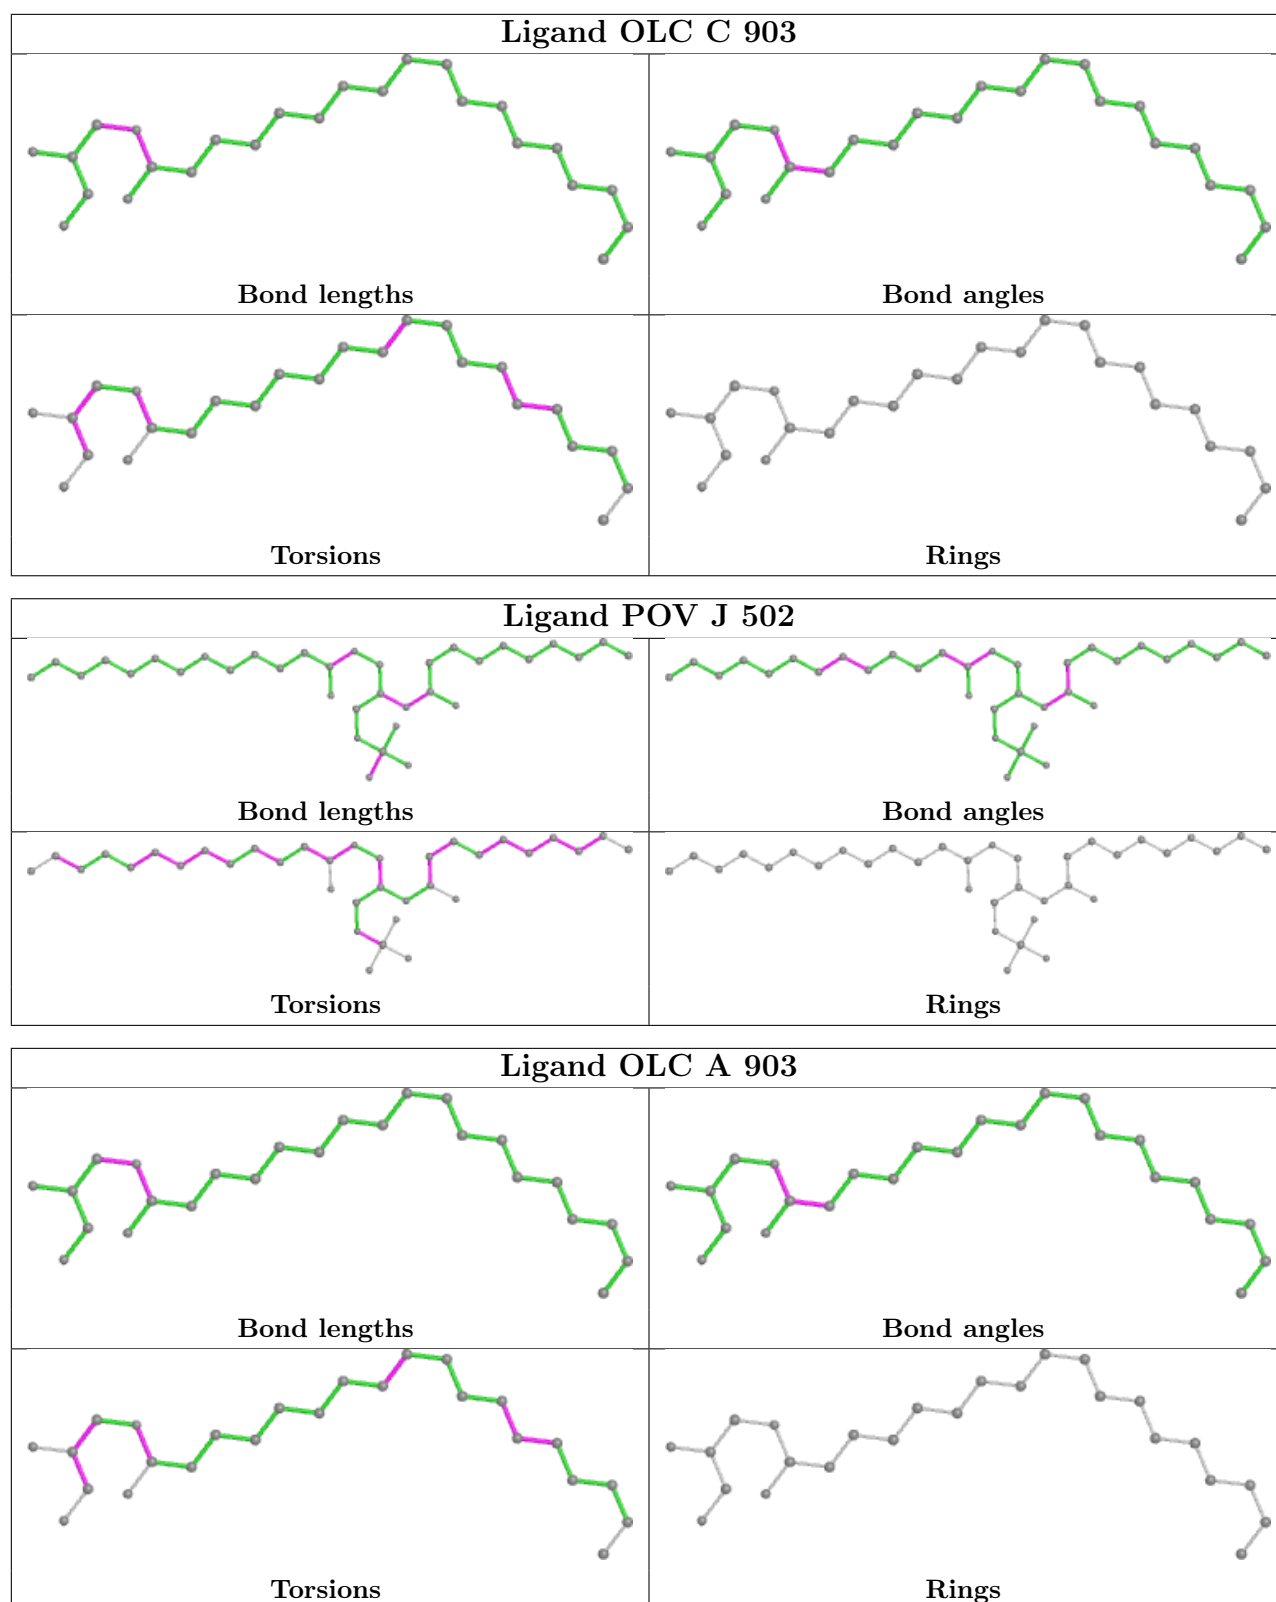 Ligand OLC C 903
Bond lengths
Bond angles
Torsions
Rings
Ligand POV J 502
Bond lengths
Bond angles
Torsions
Rings
Ligand OLC A 903
Bond lengths
Bond angles
Torsions
Rings